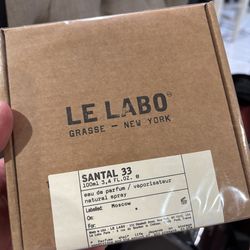 LE LABO
GRASSE - NEW YORK
SANTAL 33
100ml 3,4 FL.OZ. e
eau de parfum / vaporisateur
natural spray
Labelled: Moscow
On:
For: